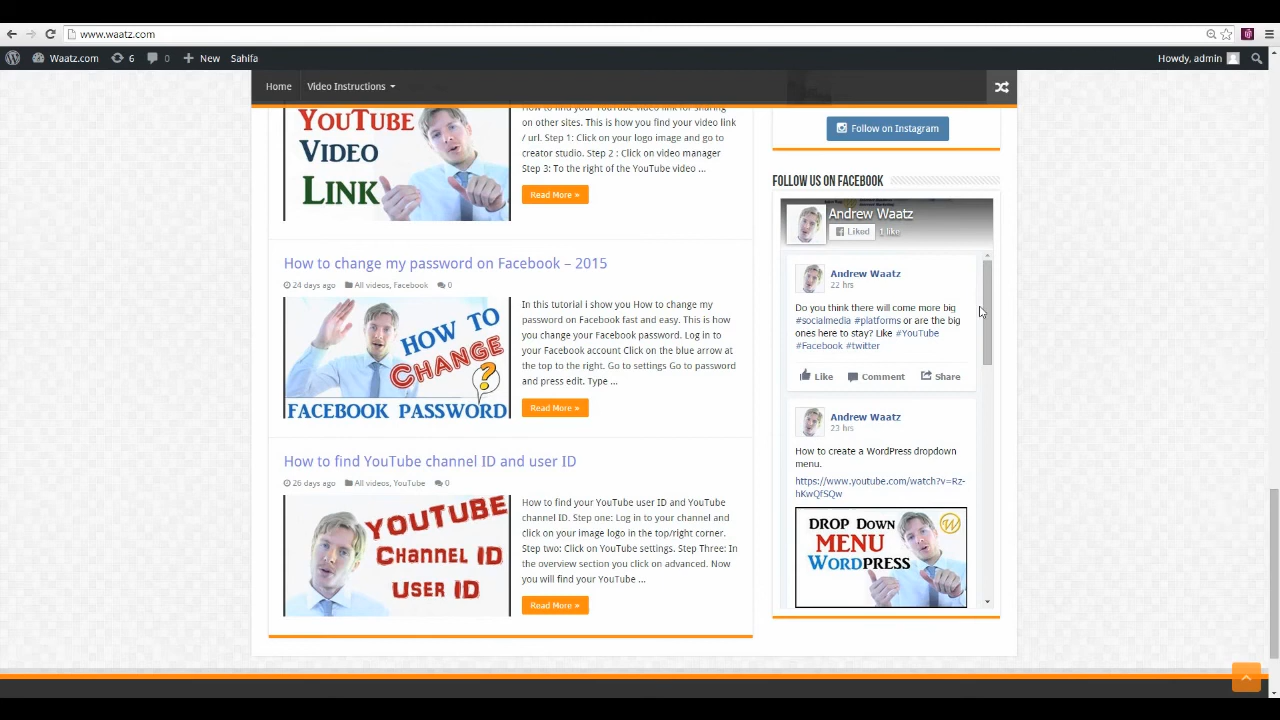 www.waatz.com
Waatz.com 6 0 New Sahifa Howdy, admin
Home Video Instructions
YOUTUBE
VIDEO
LINK
How to find your YouTube video link for Sharing
on other sites. This is how you find your video link
/ url. Step 1: Click on your logo image and go to
creator studio. Step 2 : Click on video manager
Step 3: To the right of the YouTube video ...
Read More »
How to change my password on Facebook – 2015
24 days ago All videos, Facebook 0
HOW TO
CHANGE
?
FACEBOOK PASSWORD
In this tutorial i show you How to change my
password on Facebook fast and easy. This is how
you change your Facebook password. Log in to
your Facebook account Click on the blue arrow at
the top to the right. Go to settings Go to password
and press edit. Type ...
Read More »
How to find YouTube channel ID and user ID
26 days ago All videos, YouTube 0
YOUTUBE
CHANNEL ID
USER ID
How to find your YouTube user ID and YouTube
channel ID. Step one: Log in to your channel and
click on your image logo in the top/right corner.
Step two: Click on YouTube settings. Step Three: In
the overview section you click on advanced. Now
you will find your YouTube ...
Read More »
Follow on Instagram
FOLLOW US ON FACEBOOK
Andrew Waatz
Liked 1 like
Andrew Waatz
22 hrs
Do you think there will come more big
#socialmedia #platforms or are the big
ones here to stay? Like #YouTube
#Facebook #twitter
Like Comment Share
Andrew Waatz
23 hrs
How to create a WordPress dropdown
menu.
https://www.youtube.com/watch?v=Rz-
hKwQfSQw
DROP DOWN
MENU
WORDPRESS
W